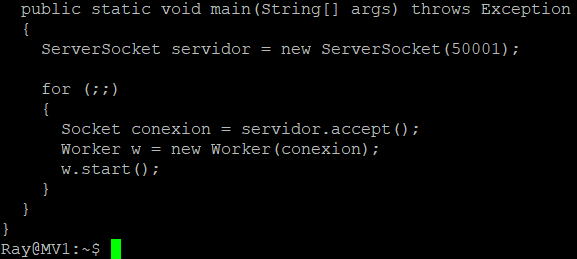 public static void main(String[] args) throws Exception
{
ServerSocket servidor = new ServerSocket(50001);
for (;;)
{
Socket conexion = servidor.accept();
Worker w = new Worker(conexion);
w.start();
}
}
}
Ray@MV1:~$